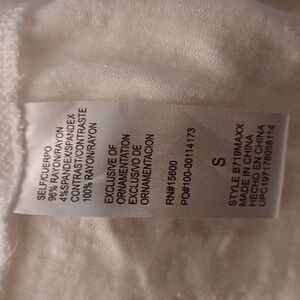 SELF/CUERPO
96% RAYON/RAYON
4%SPANDEX/SPANDEX
CONTRAST/CONTRASTE
100% RAYON/RAYON
EXCLUSIVE OF
ORNAMENTATION
EXCLUSIVO DE
ORNAMENTACION
RN#15600
PO#100-00114173
S
STYLE B719MAXX
MADE IN CHINA
HECHO EN CHINA
UPC197178058114